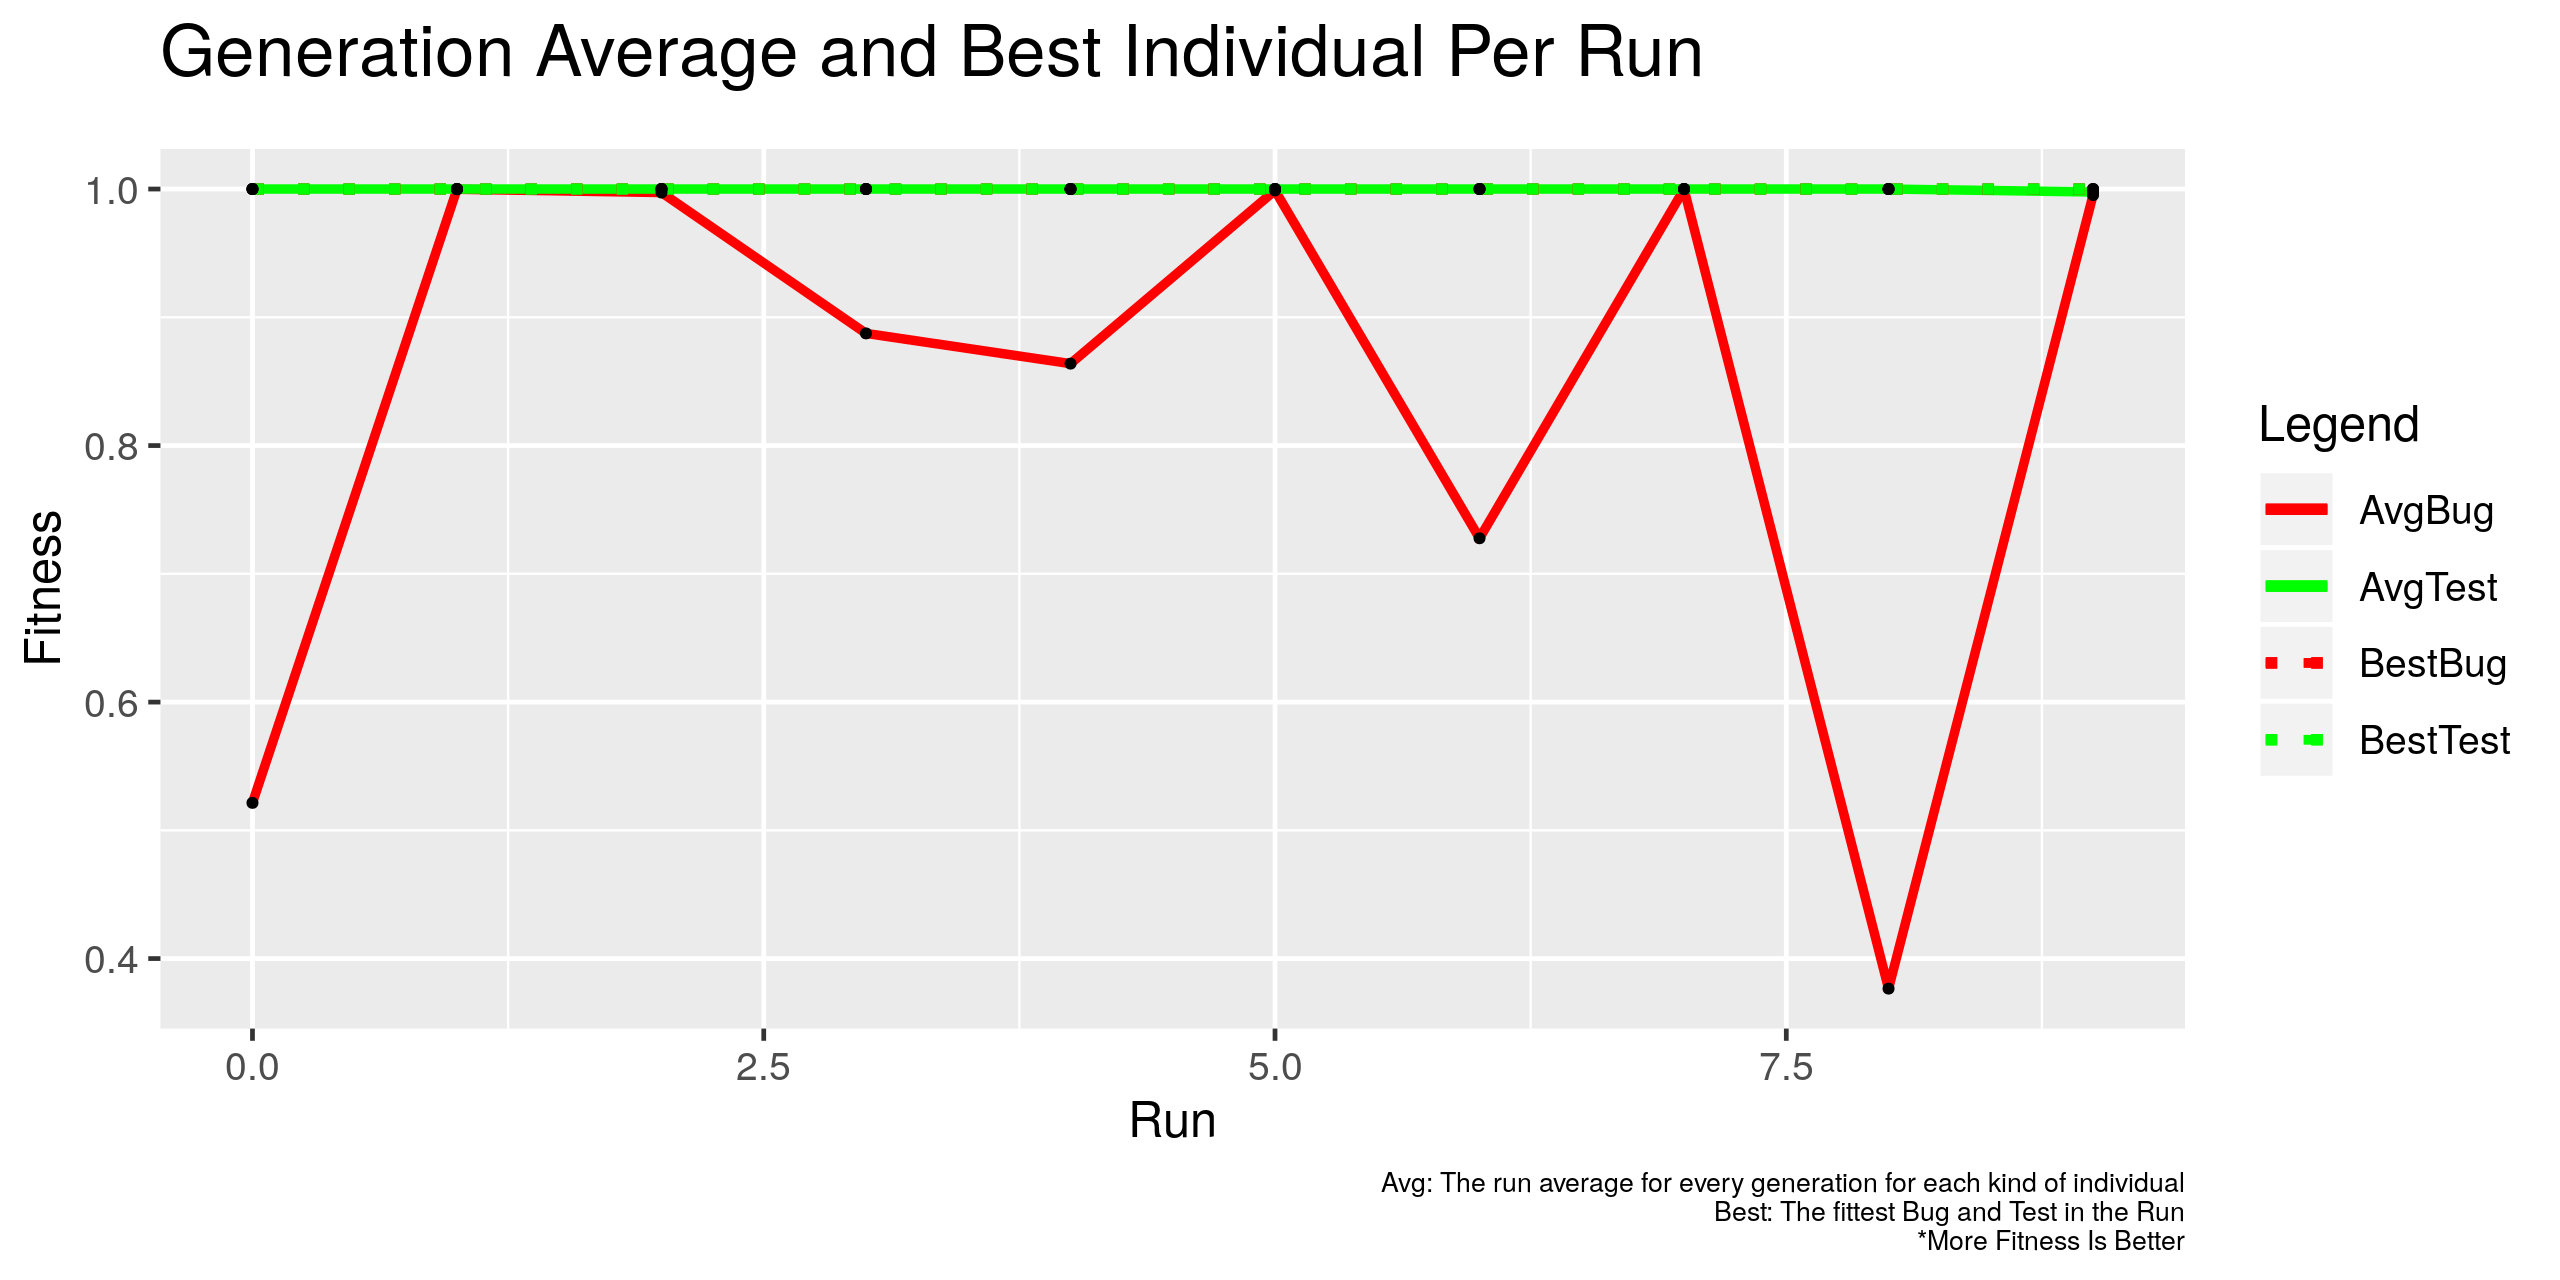 Generation Average and Best Individual Per Run
1.0
0.8
0.6
0.4
Fitness
0.0
2.5
5.0
7.5
Run
Legend
AvgBug
AvgTest
BestBug
BestTest
Avg: The run average for every generation for each kind of individual
Best: The fittest Bug and Test in the Run
*More Fitness Is Better